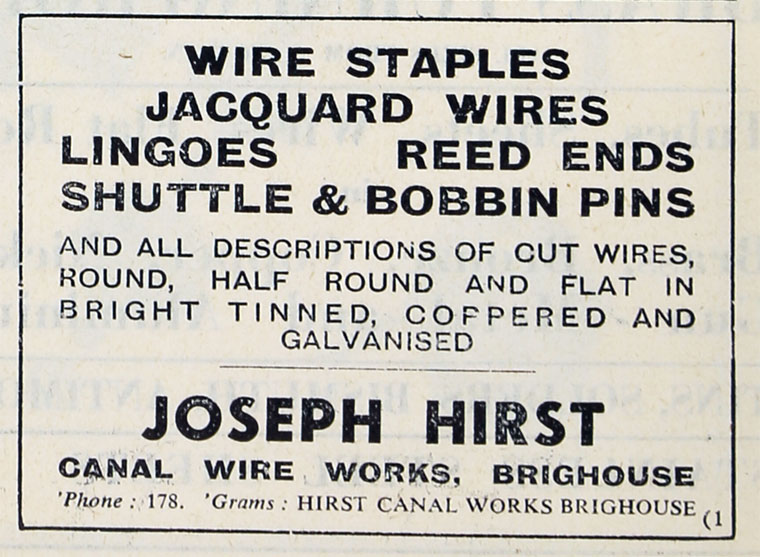 WIRE STAPLES
JACQUARD WIRES
LINGOES REED ENDS
SHUTTLE & BOBBIN PINS
AND ALL DESCRIPTIONS OF CUT WIRES,
ROUND, HALF ROUND AND FLAT IN
BRIGHT TINNED, COPPERED AND
GALVANISED
JOSEPH HIRST
CANAL WIRE WORKS, BRIGHOUSE
'Phone : 178. 'Grams : HIRST CANAL WORKS BRIGHOUSE
(1